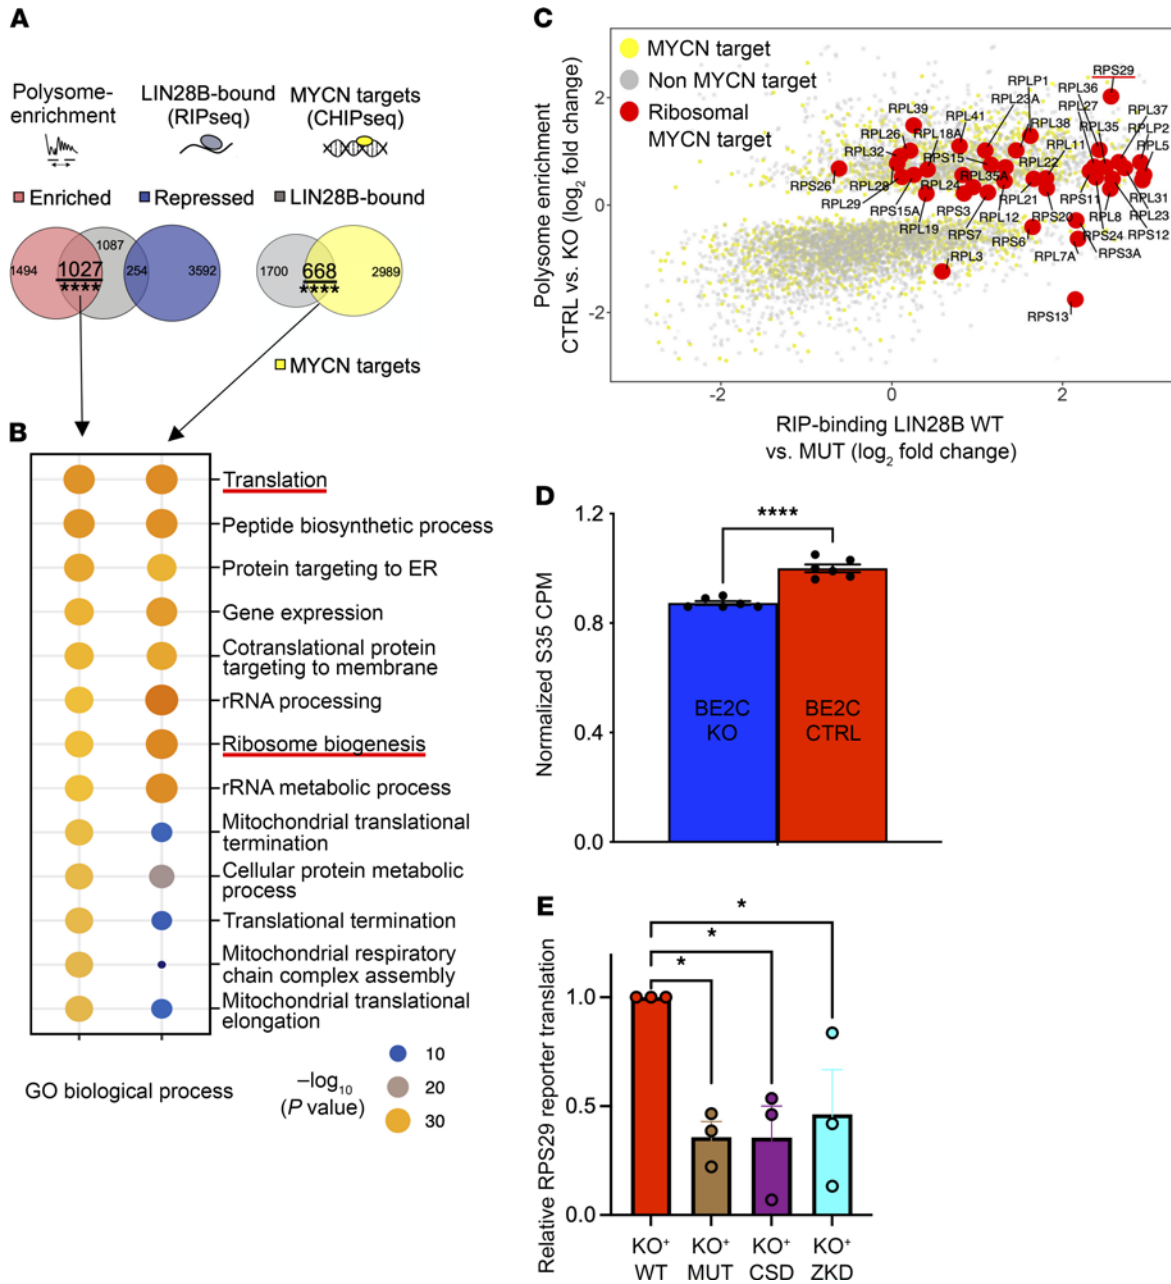 A
Polysome-
enrichment
LIN28B-bound
(RIPseq)
MYCN targets
(CHIPseq)
Enriched
Repressed
LIN28B-bound
1494
1027
****
1087
254
3592
1700
668
****
2989
MYCN targets
B
Translation
Peptide biosynthetic process
Protein targeting to ER
Gene expression
Cotranslational protein
targeting to membrane
rRNA processing
Ribosome biogenesis
rRNA metabolic process
Mitochondrial translational
termination
Cellular protein metabolic
process
Translational termination
Mitochondrial respiratory
chain complex assembly
Mitochondrial translational
elongation
GO biological process
–log10
(P value)
10
20
30
C
Polysome enrichment
CTRL vs. KO (log2 fold change)
MYCN target
Non MYCN target
Ribosomal
MYCN target
2
0
-2
-2
0
2
RPS29
RPLP1
RPL36
RPL23A
RPL27
RPL37
RPL39
RPL41
RPL38
RPL35
RPLP2
RPL26
RPL18A
RPL11
RPL5
RPL32
RPS15
RPL22
RPS26
RPL28
RPL24
RPL35A
RPL29
RPL21
RPS11
RPL31
RPS15A
RPS3
RPL12
RPS20
RPL8
RPL23
RPL19
RPS7
RPS6
RPS24
RPS12
RPL3
RPL7A
RPS3A
RPS13
RIP-binding LIN28B WT
vs. MUT (log2 fold change)
D
Normalized S35 CPM
1.2
0.8
0.4
0.0
****
BE2C
KO
BE2C
CTRL
E
Relative RPS29 reporter translation
1.0
0.5
0.0
*
*
*
KO+
WT
KO+
MUT
KO+
CSD
KO+
ZKD